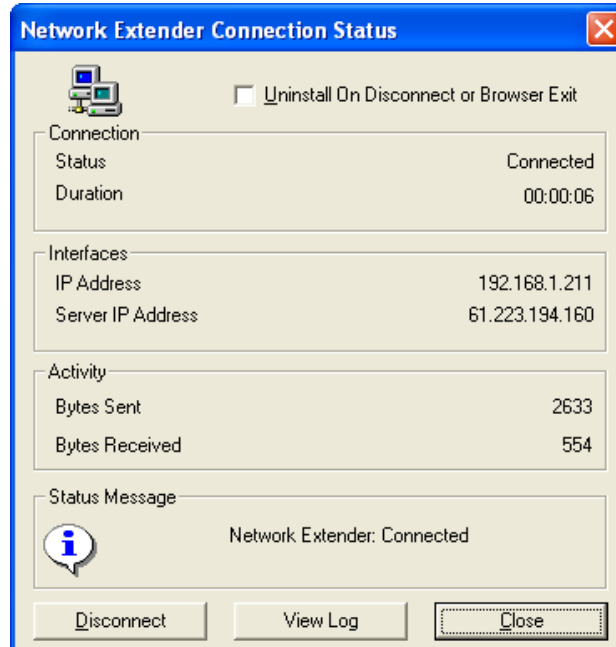 Network Extender Connection Status
Uninstall On Disconnect or Browser Exit
Connection
Status Connected
Duration 00:00:06
Interfaces
IP Address 192.168.1.211
Server IP Address 61.223.194.160
Activity
Bytes Sent 2633
Bytes Received 554
Status Message
Network Extender: Connected
Disconnect View Log Close